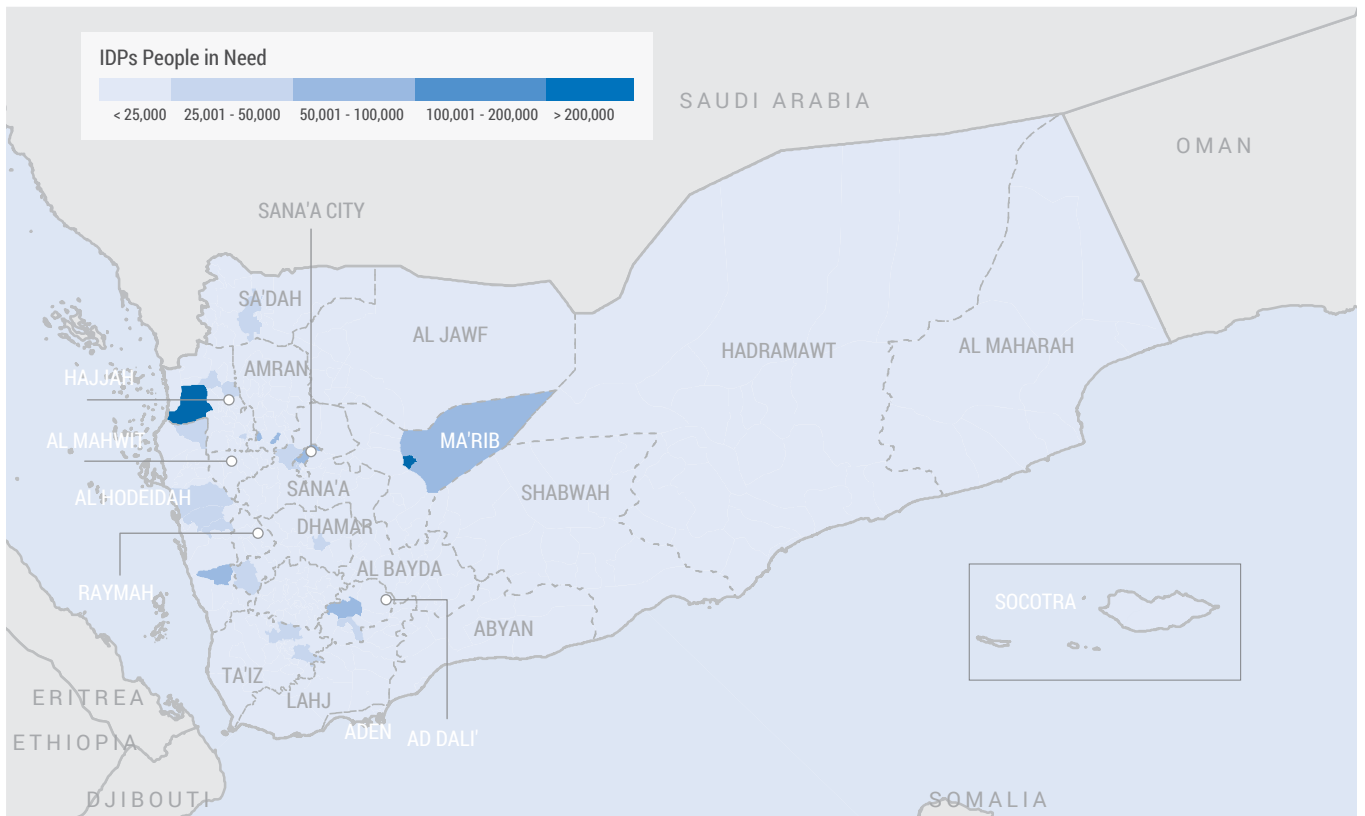 IDPs People in Need
< 25,000
25,001 - 50,000
50,001 - 100,000
100,001 - 200,000
> 200,000
SAUDI ARABIA
OMAN
SANA'A CITY
SA'DAH
AL JAWF
HADRAMAWT
AL MAHARAH
AMRAN
HAJJAH
AL MAHWIT
MA'RIB
SANA'A
SHABWAH
AL HODEIDAH
DHAMAR
AL BAYDA
RAYMAH
SOCOTRA
ABYAN
TA'IZ
LAHJ
ERITREA
ADEN
AD DALI'
ETHIOPIA
DJIBOUTI
SOMALIA